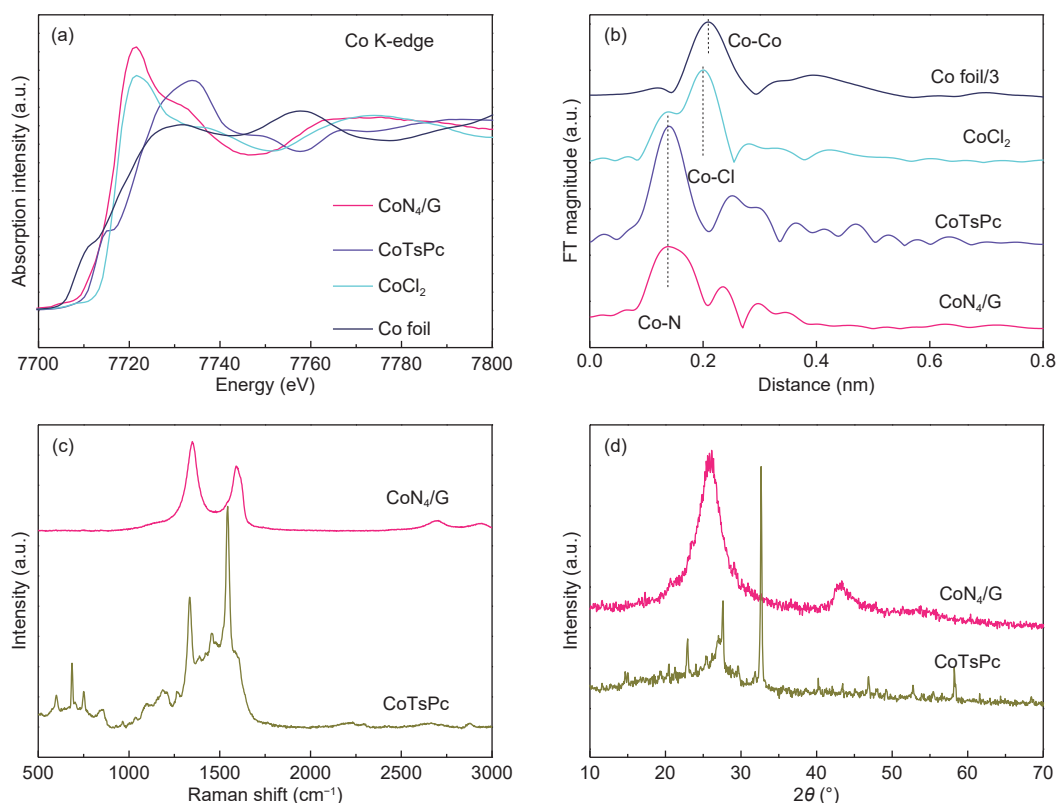 (a)
Co K-edge
Absorption intensity (a.u.)
CoN₄/G
CoTsPc
CoCl₂
Co foil
7700 7720 7740 7760 7780 7800
Energy (eV)
(b)
Co-Co
Co foil/3
CoCl₂
Co-Cl
CoTsPc
CoN₄/G
Co-N
FT magnitude (a.u.)
0.0 0.2 0.4 0.6 0.8
Distance (nm)
(c)
CoN₄/G
CoTsPc
Intensity (a.u.)
500 1000 1500 2000 2500 3000
Raman shift (cm⁻¹)
(d)
CoN₄/G
CoTsPc
Intensity (a.u.)
10 20 30 40 50 60 70
2θ (°)